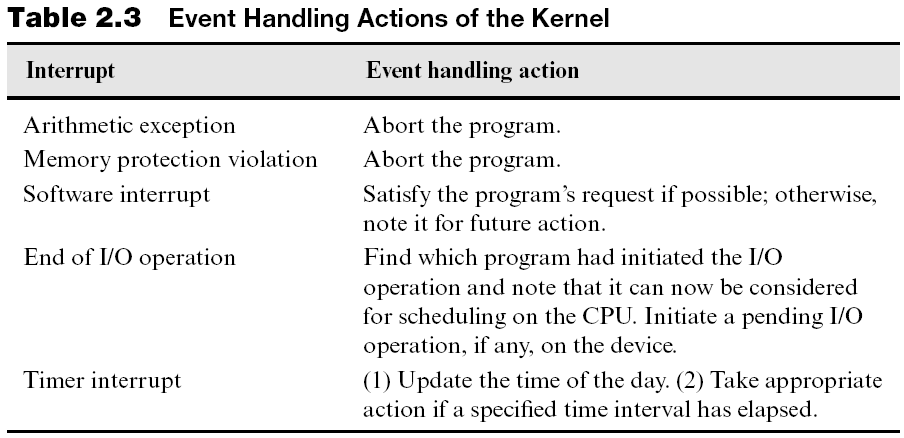 Table 2.3 Event Handling Actions of the Kernel
Interrupt Event handling action
Arithmetic exception Abort the program.
Memory protection violation Abort the program.
Software interrupt Satisfy the program’s request if possible; otherwise,
note it for future action.
End of I/O operation Find which program had initiated the I/O
operation and note that it can now be considered
for scheduling on the CPU. Initiate a pending I/O
operation, if any, on the device.
Timer interrupt (1) Update the time of the day. (2) Take appropriate
action if a specified time interval has elapsed.